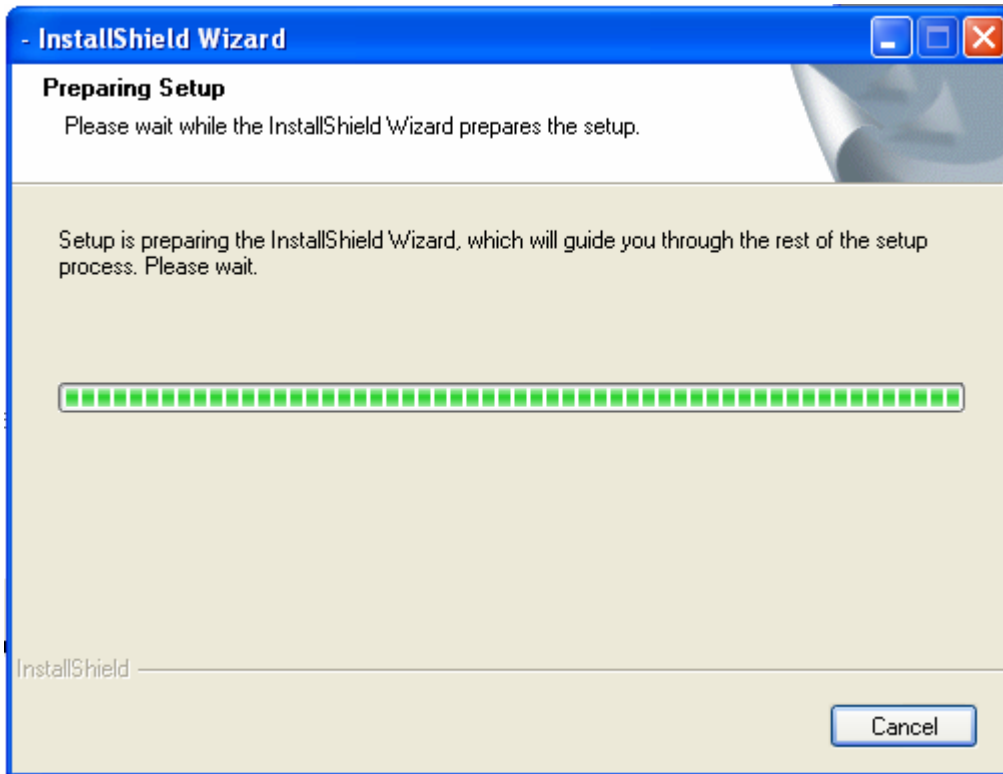 - InstallShield Wizard
Preparing Setup
Please wait while the InstallShield Wizard prepares the setup.
Setup is preparing the InstallShield Wizard, which will guide you through the rest of the setup
process. Please wait.
InstallShield
Cancel